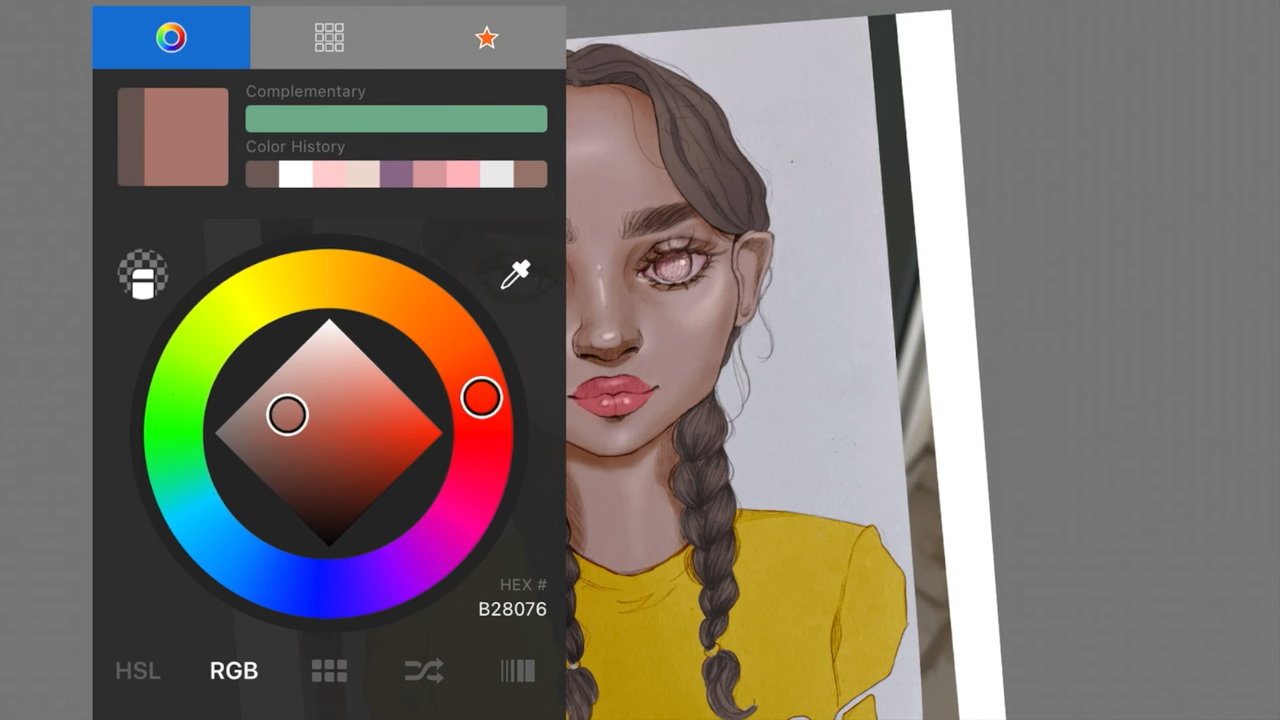 Complementary
Color History
HEX #
B28076
HSL
RGB